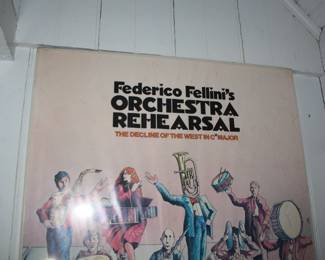 Federico Fellini's
ORCHESTRA
REHEARSAL
THE DECLINE OF THE WEST IN C# MAJOR